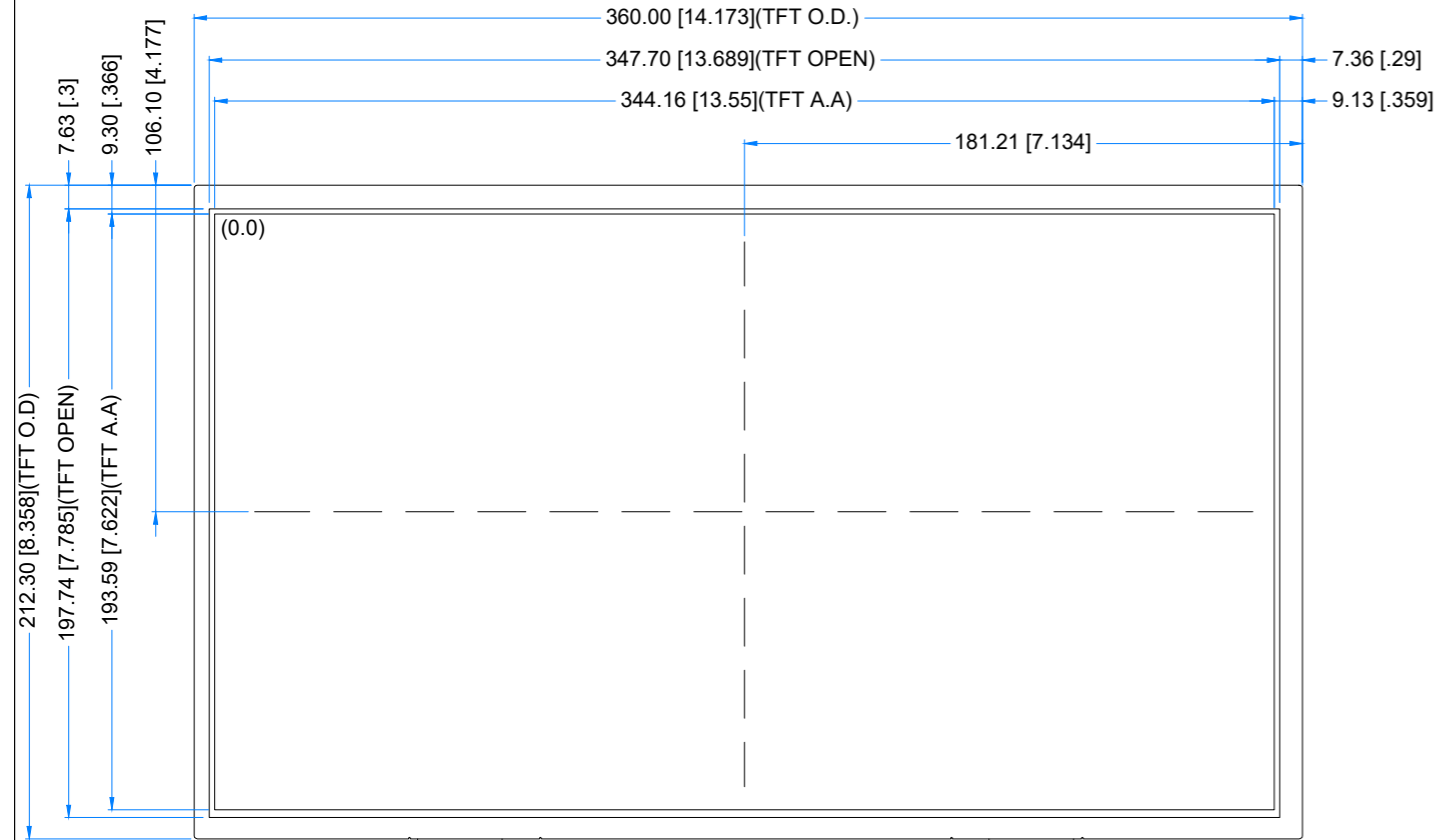 360.00 [14.173](TFT O.D.)
347.70 [13.689](TFT OPEN)
7.36 [.29]
344.16 [13.55](TFT A.A)
9.13 [.359]
181.21 [7.134]
7.63 [.3]
9.30 [.366]
106.10 [4.177]
(0.0)
212.30 [8.358](TFT O.D)
197.74 [7.785](TFT OPEN)
193.59 [7.622](TFT A.A)